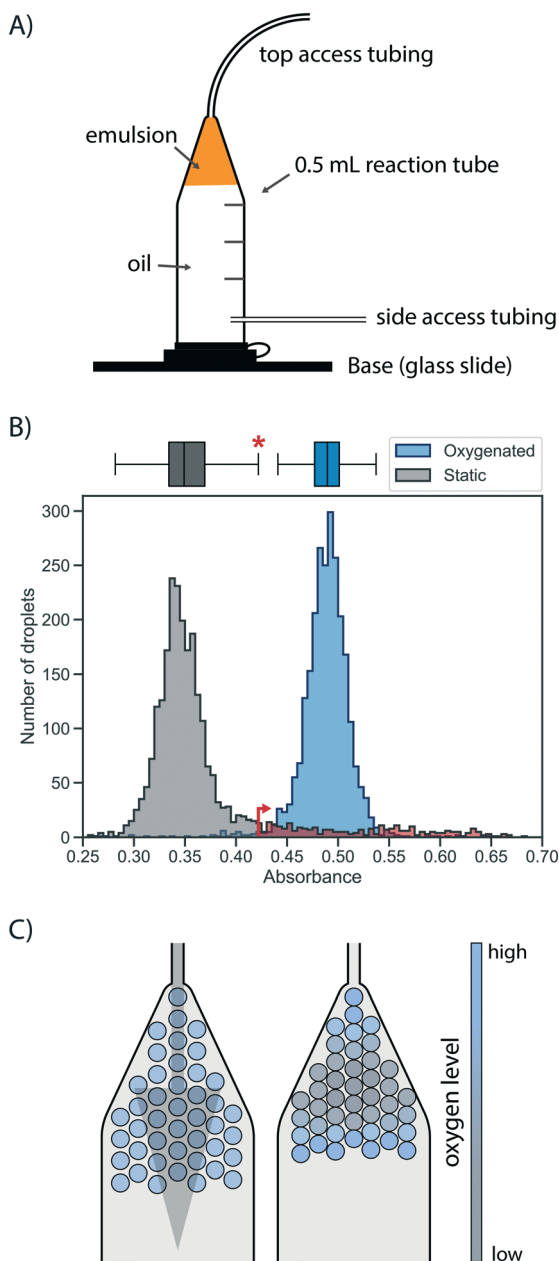 A)
top access tubing
emulsion
0.5 mL reaction tube
oil
side access tubing
Base (glass slide)
B)
*
Oxygenated
Static
300
250
200
150
100
50
0
Number of droplets
0.25 0.30 0.35 0.40 0.45 0.50 0.55 0.60 0.65 0.70
Absorbance
C)
high
oxygen level
low